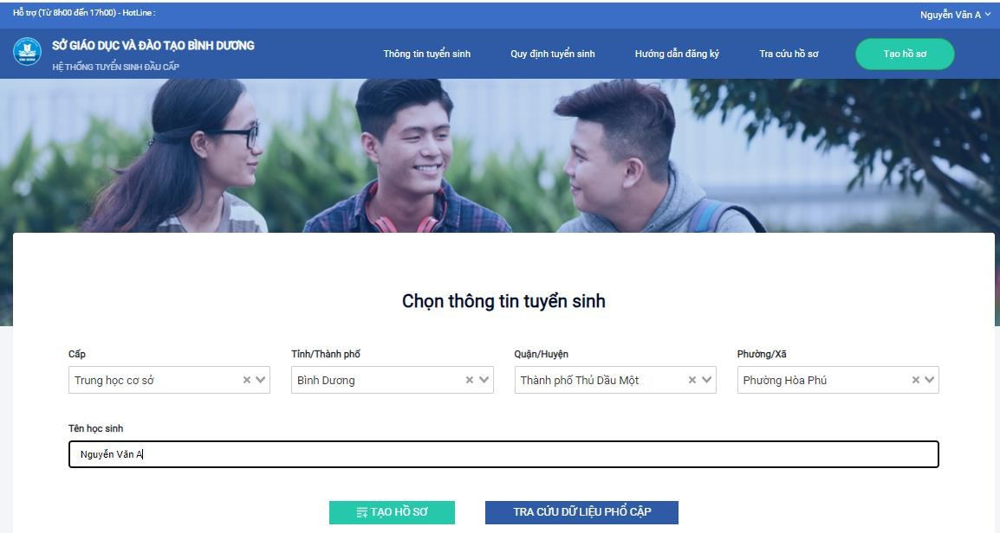 Hỗ trợ (Từ 8h00 đến 17h00) - HotLine :
Nguyễn Văn A
SỞ GIÁO DỤC VÀ ĐÀO TẠO BÌNH DƯƠNG
HỆ THỐNG TUYỂN SINH ĐẦU CẤP
Thông tin tuyển sinh
Quy định tuyển sinh
Hướng dẫn đăng ký
Tra cứu hồ sơ
Tạo hồ sơ
Chọn thông tin tuyển sinh
Cấp
Tỉnh/Thành phố
Quận/Huyện
Phường/Xã
Trung học cơ sở
Bình Dương
Thành phố Thủ Dầu Một
Phường Hòa Phú
Tên học sinh
Nguyễn Văn A
TẠO HỒ SƠ
TRA CỨU DỮ LIỆU PHỔ CẬP